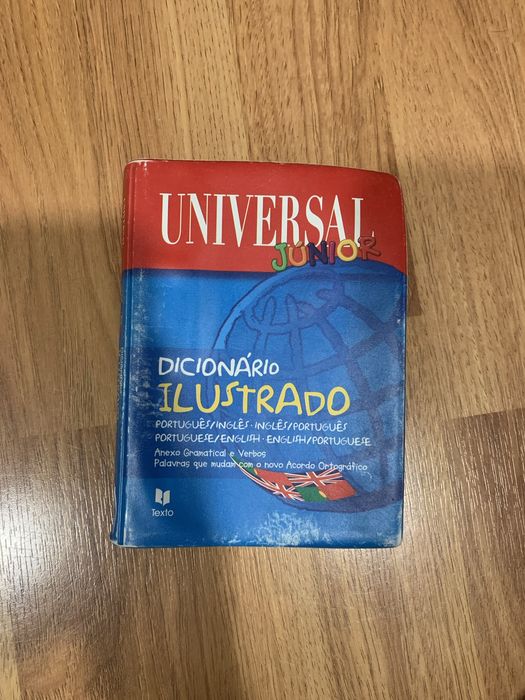 UNIVERSAL
JÚNIOR
DICIONÁRIO
ILUSTRADO
PORTUGUÊS/INGLÊS · INGLÊS/PORTUGUÊS
PORTUGUESE/ENGLISH · ENGLISH/PORTUGUESE
Anexo Gramatical e Verbos
Palavras que mudam com o novo Acordo Ortográfico
Texto